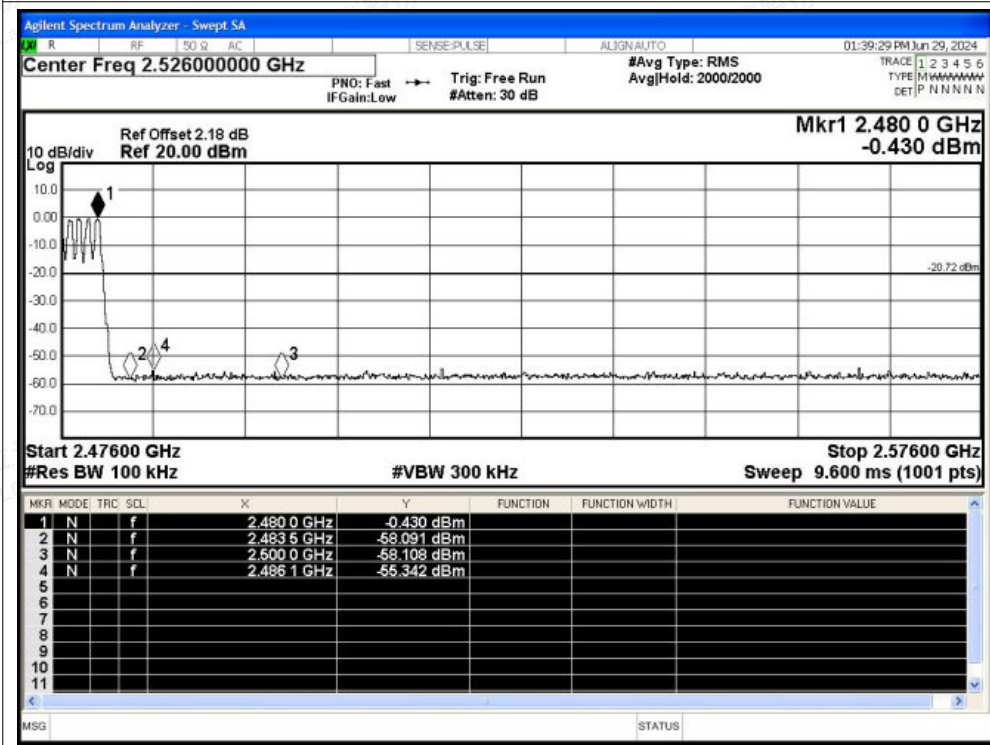 Agilent Spectrum Analyzer - Swept SA
LXI R RF 50 Ω AC SENSE:PULSE ALIGN AUTO 01:39:29 PM Jun 29, 2024
Center Freq 2.526000000 GHz
PNO: Fast
IFGain:Low
Trig: Free Run
#Atten: 30 dB
#Avg Type: RMS
Avg|Hold: 2000/2000
TRACE 1 2 3 4 5 6
TYPE M
DET P N N N N N
Mkr1 2.480 0 GHz
-0.430 dBm
Ref Offset 2.18 dB
10 dB/div Ref 20.00 dBm
Log
10.0
0.00
-10.0
-20.0
-30.0
-40.0
-50.0
-60.0
-70.0
1
2
4
3
-20.72 dBm
Start 2.47600 GHz Stop 2.57600 GHz
#Res BW 100 kHz #VBW 300 kHz Sweep 9.600 ms (1001 pts)
MKR MODE TRC SCL X Y FUNCTION FUNCTION WIDTH FUNCTION VALUE
1 N f 2.480 0 GHz -0.430 dBm
2 N f 2.483 5 GHz -58.091 dBm
3 N f 2.500 0 GHz -58.108 dBm
4 N f 2.486 1 GHz -55.342 dBm
5
6
7
8
9
10
11
MSG STATUS